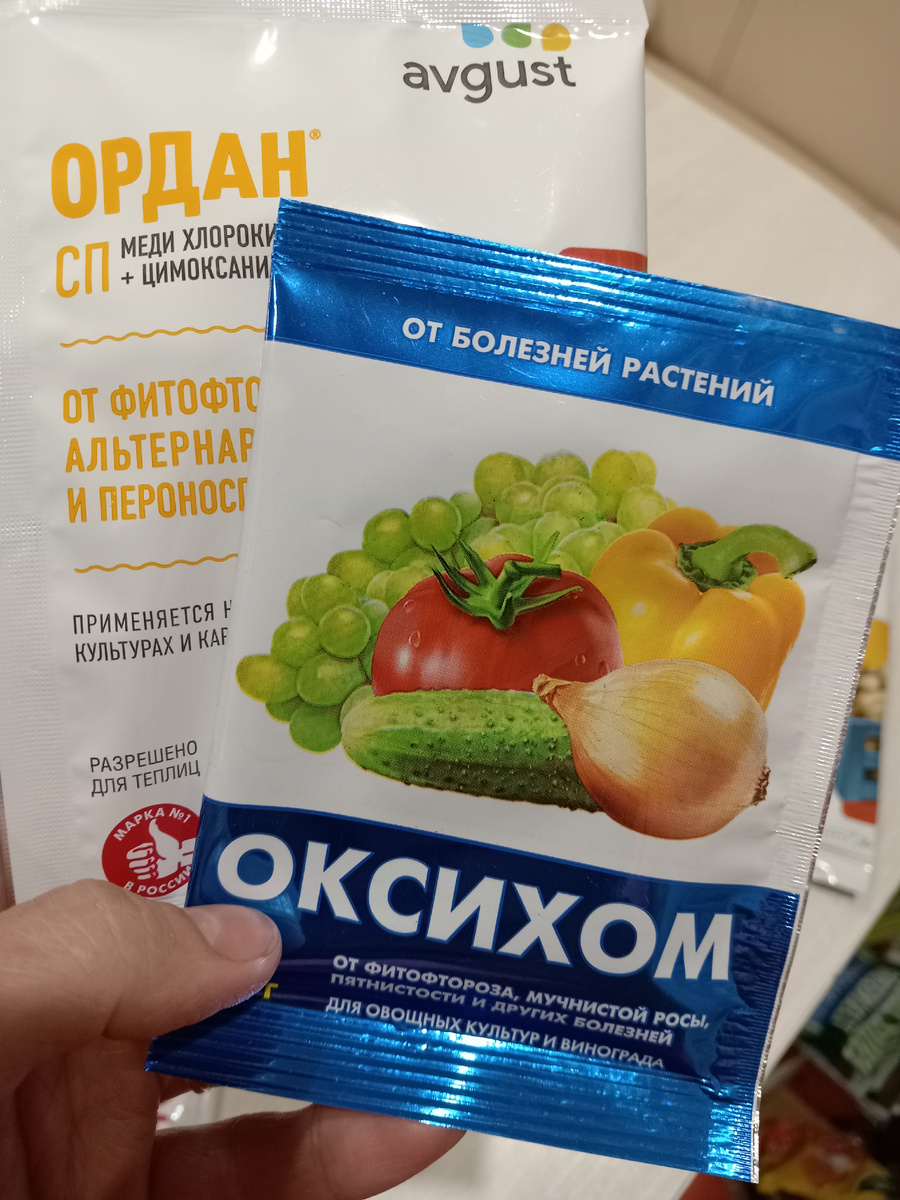 avgust
ОРДАН®
СП
МЕДИ ХЛОРОКИ
+ ЦИМОКСАНИ
ОТ ФИТОФТО
АЛЬТЕРНАР
И ПЕРОНОСП
ПРИМЕНЯЕТСЯ Н
КУЛЬТУРАХ И КАР
РАЗРЕШЕНО
ДЛЯ ТЕПЛИЦ
МАРКА №1
В РОССИИ
ОТ БОЛЕЗНЕЙ РАСТЕНИЙ
ОКСИХОМ
ОТ ФИТОФТОРОЗА, МУЧНИСТОЙ РОСЫ,
ПЯТНИСТОСТИ И ДРУГИХ БОЛЕЗНЕЙ
ДЛЯ ОВОЩНЫХ КУЛЬТУР И ВИНОГРАДА
Г